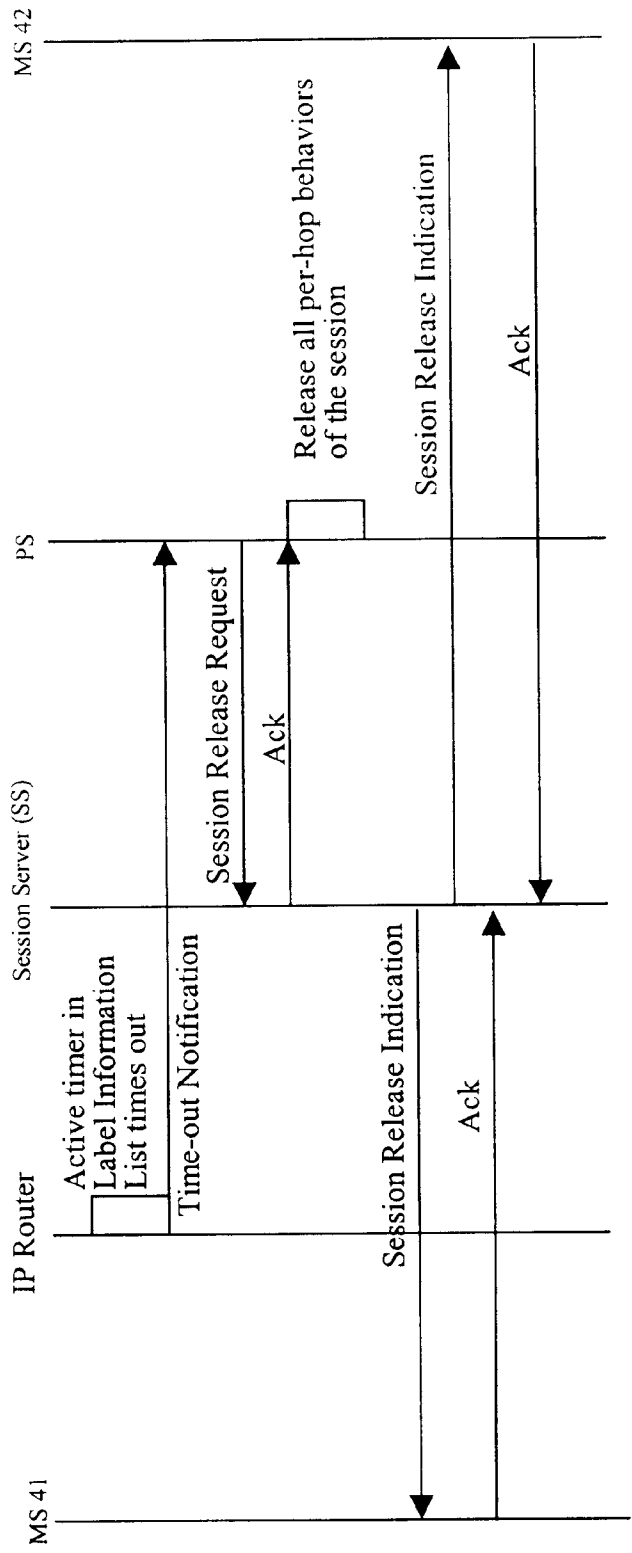 MS 41
IP Router
Session Server (SS)
PS
MS 42
Active timer in
Label Information
List times out
Time-out Notification
Session Release Request
Ack
Release all per-hop behaviors
of the session
Session Release Indication
Ack
Session Release Indication
Ack